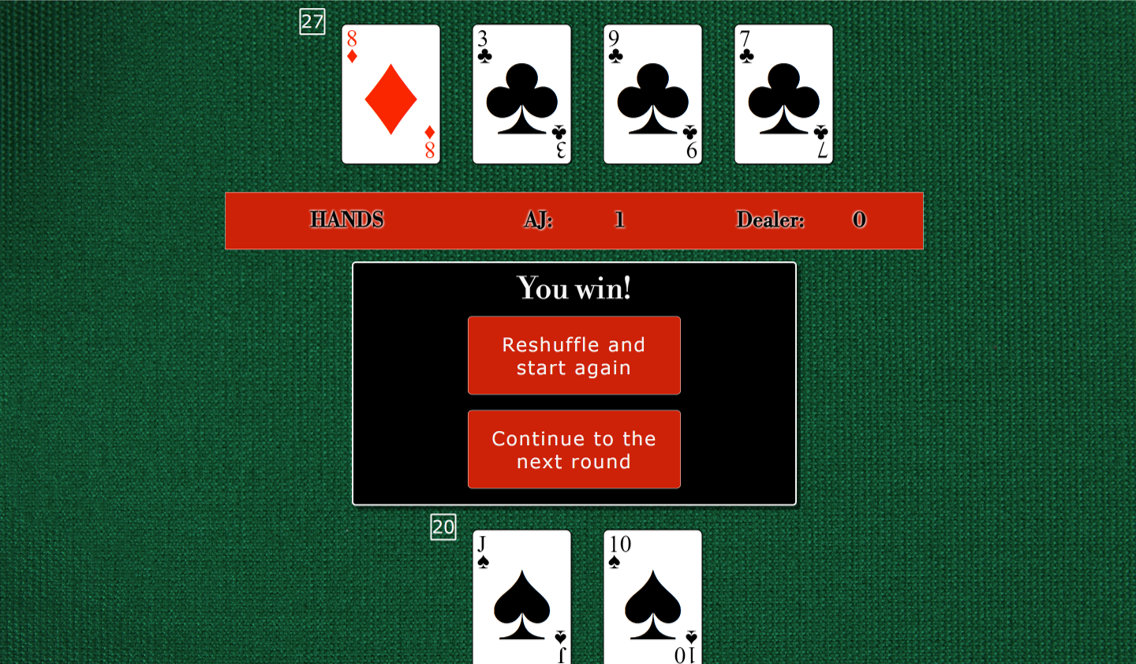 27
8 3 9 7
8 3 9 7
HANDS AJ: 1 Dealer: 0
You win!
Reshuffle and
start again
Continue to the
next round
20
J 10
J 10